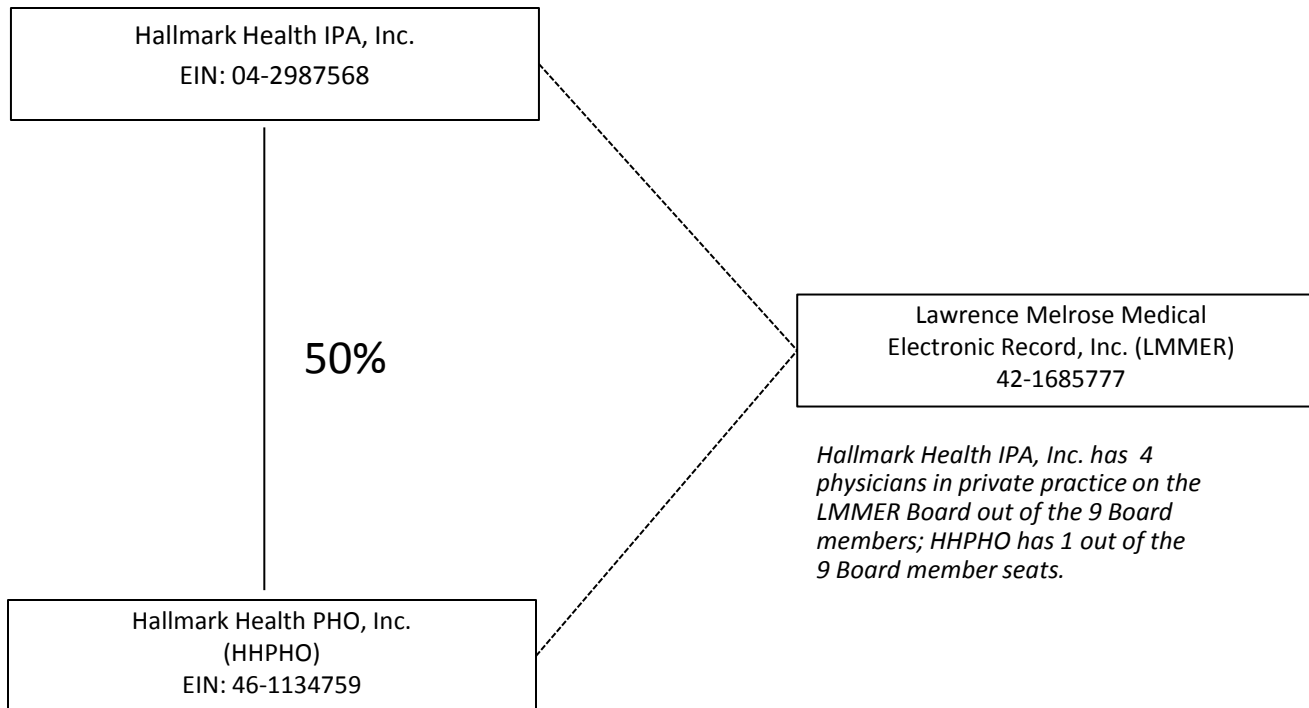 Hallmark Health IPA, Inc.
EIN: 04-2987568
50%
Lawrence Melrose Medical
Electronic Record, Inc. (LMMER)
42-1685777
Hallmark Health IPA, Inc. has  4
physicians in private practice on the
LMMER Board out of the 9 Board
members; HHPHO has 1 out of the
9 Board member seats.
Hallmark Health PHO, Inc.
(HHPHO)
EIN: 46-1134759